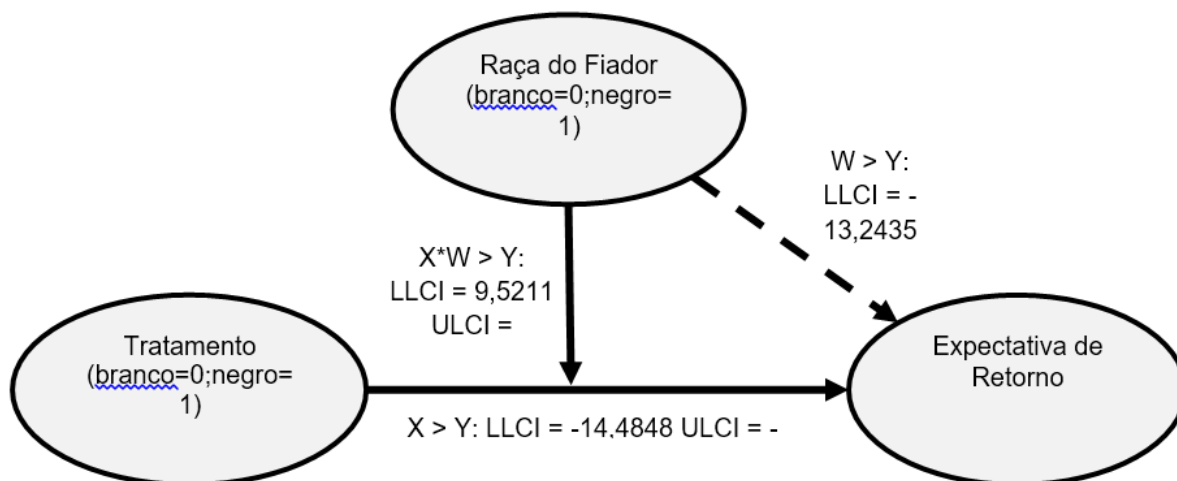 Raça do Fiador
(branco=0;negro=
1)
W > Y:
LLCI = -
13,2435
X*W > Y:
LLCI = 9,5211
ULCI =
Tratamento
(branco=0;negro=
1)
Expectativa de
Retorno
X > Y: LLCI = -14,4848 ULCI = -